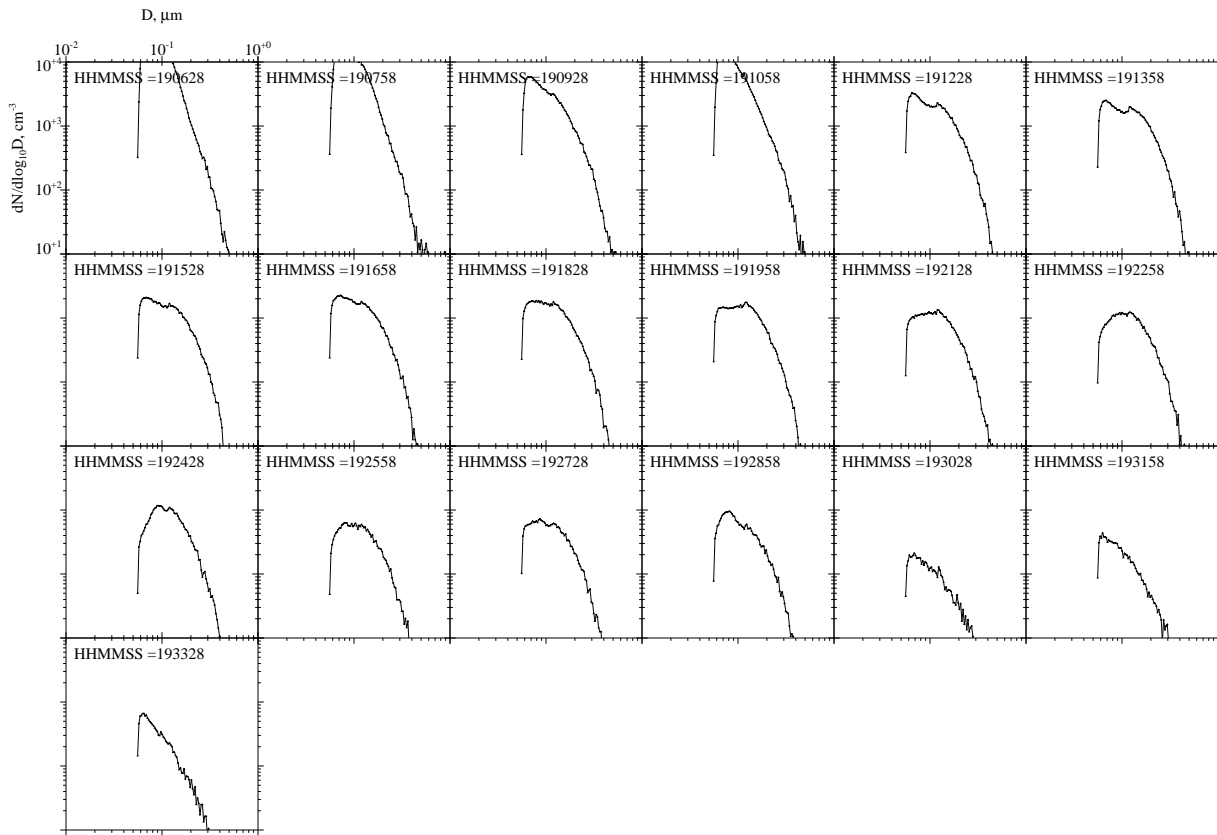 D, μm
10⁻² 10⁻¹ 10⁺⁰
dN/dlog₁₀D, cm⁻³
10⁺⁴
10⁺³
10⁺²
10⁺¹
HHMMSS =190628 HHMMSS =190758 HHMMSS =190928 HHMMSS =191058 HHMMSS =191228 HHMMSS =191358
HHMMSS =191528 HHMMSS =191658 HHMMSS =191828 HHMMSS =191958 HHMMSS =192128 HHMMSS =192258
HHMMSS =192428 HHMMSS =192558 HHMMSS =192728 HHMMSS =192858 HHMMSS =193028 HHMMSS =193158
HHMMSS =193328